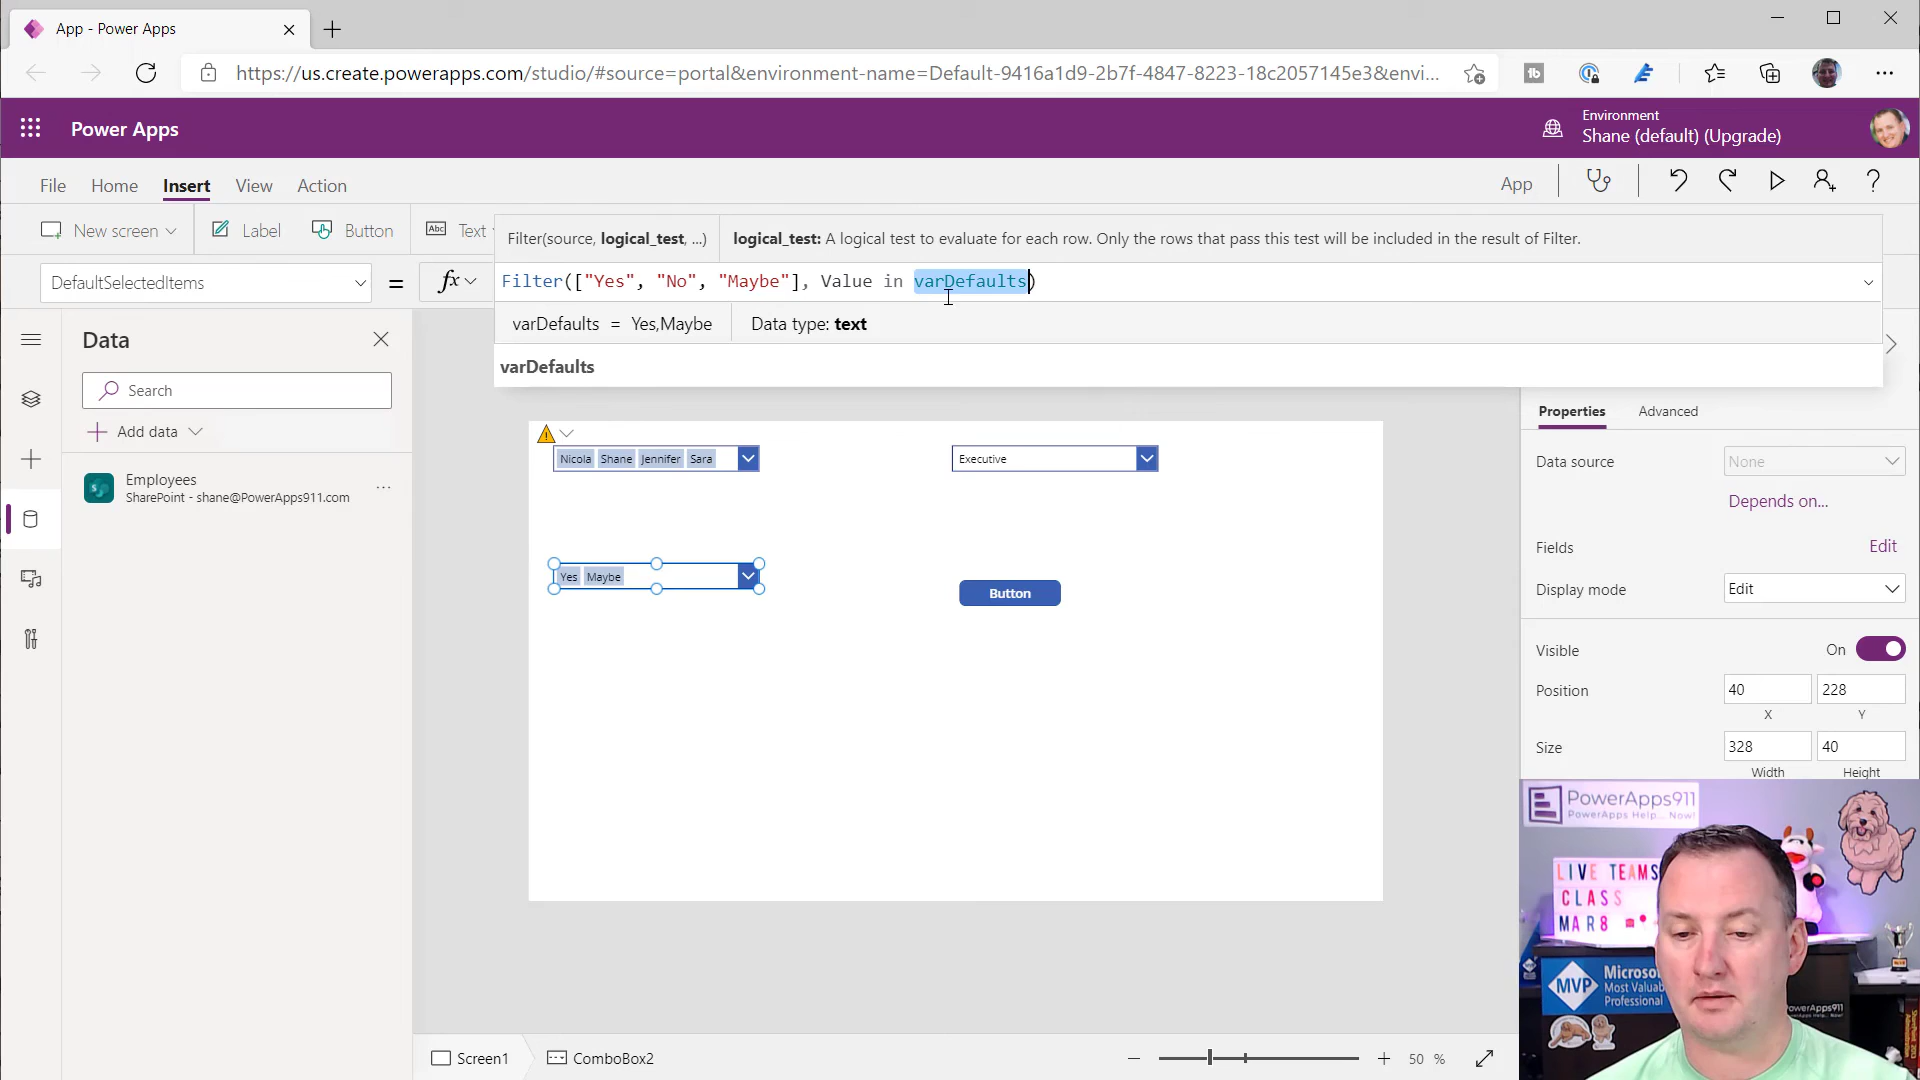 App - Power Apps
https://us.create.powerapps.com/studio/#source=portal&environment-name=Default-9416a1d9-2b7f-4847-8223-18c2057145e3&envi...
Power Apps
Environment
Shane (default) (Upgrade)
File Home Insert View Action
App
New screen Label Button Abc Text
Filter(source, logical_test, ...) logical_test: A logical test to evaluate for each row. Only the rows that pass this test will be included in the result of Filter.
DefaultSelectedItems = fx Filter(["Yes", "No", "Maybe"], Value in varDefaults)
varDefaults = Yes,Maybe Data type: text
varDefaults
Data
Search
Add data
Employees
SharePoint - shane@PowerApps911.com
Nicola Shane Jennifer Sara
Executive
Yes Maybe
Button
Properties Advanced
Data source None
Depends on...
Fields Edit
Display mode Edit
Visible On
Position 40 228
X Y
Size 328 40
Width Height
PowerApps911
PowerApps Help... Now!
LIVE TEAMS
CLASS
MAR 8
MVP
Microsoft
Most Valuable
Professional
PowerApps911
Screen1 ComboBox2
50 %